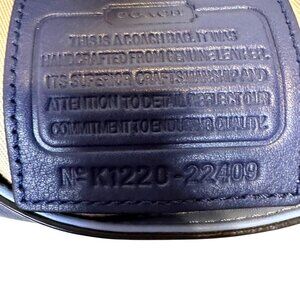 COACH
THIS IS A COACH BAG. IT WAS
HANDCRAFTED FROM GENUINE LEATHER.
ITS SUPERIOR CRAFTSMANSHIP AND
ATTENTION TO DETAIL REFLECT OUR
COMMITMENT TO ENDURING QUALITY.
Nº K1220-22409